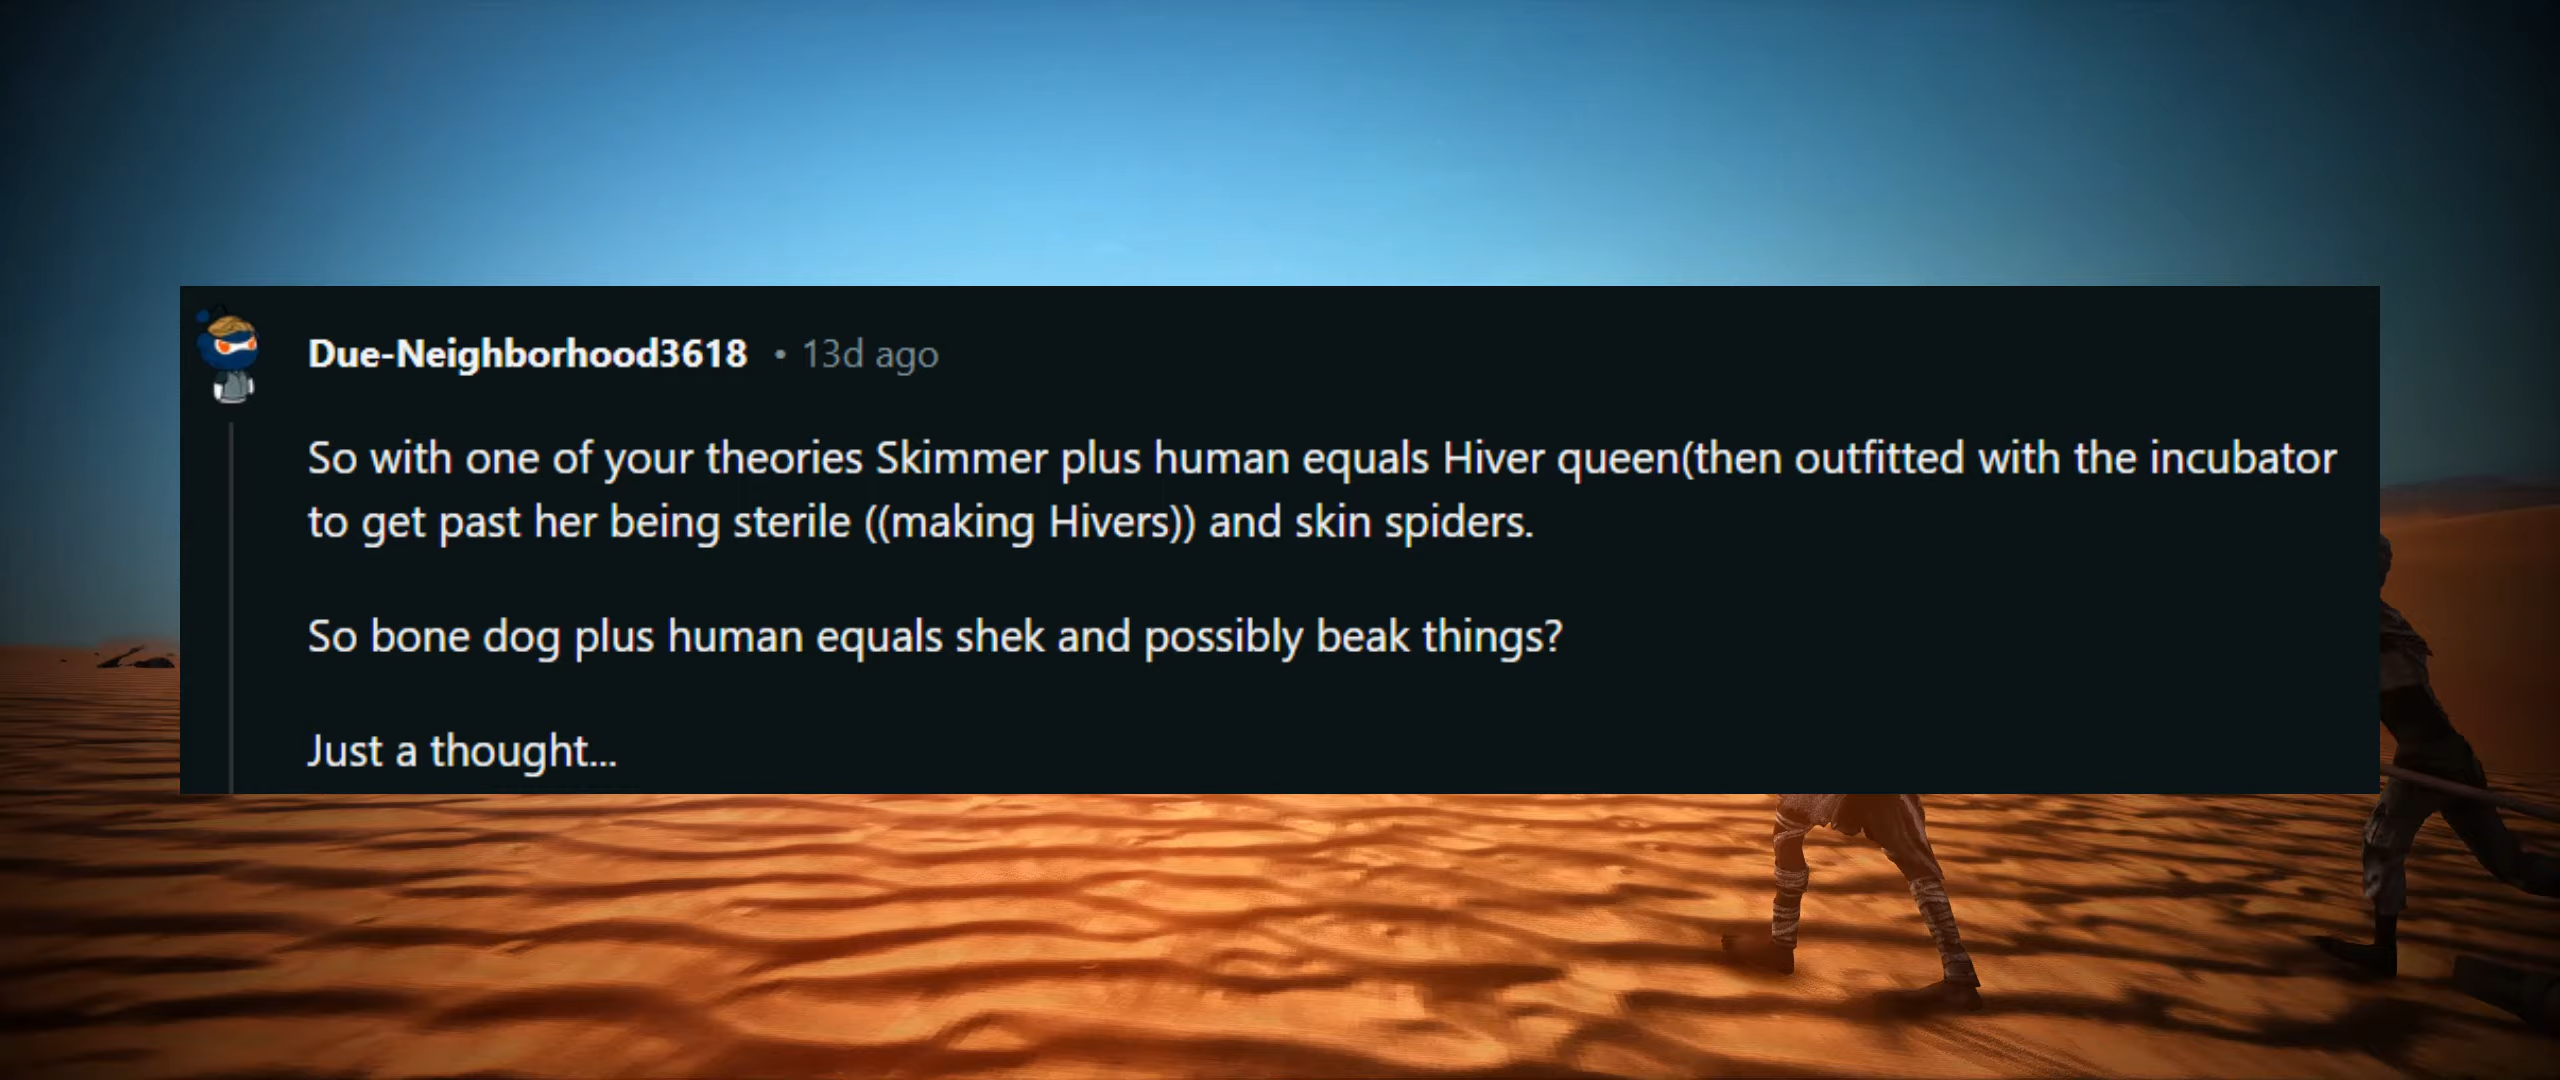 Due-Neighborhood3618 • 13d ago
So with one of your theories Skimmer plus human equals Hiver queen(then outfitted with the incubator
to get past her being sterile ((making Hivers)) and skin spiders.
So bone dog plus human equals shek and possibly beak things?
Just a thought...